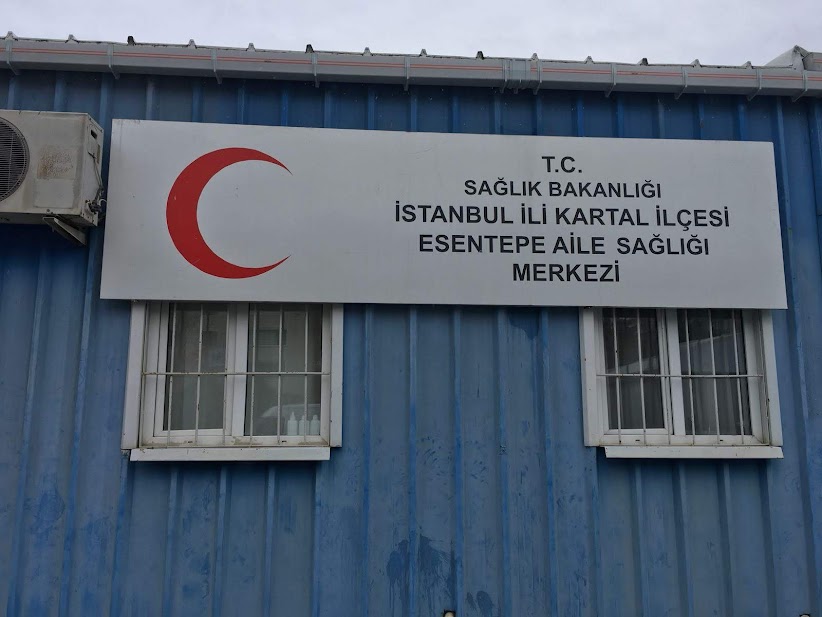 T.C.
SAĞLIK BAKANLIĞI
İSTANBUL İLİ KARTAL İLÇESİ
ESENTEPE AİLE SAĞLIĞI
MERKEZİ